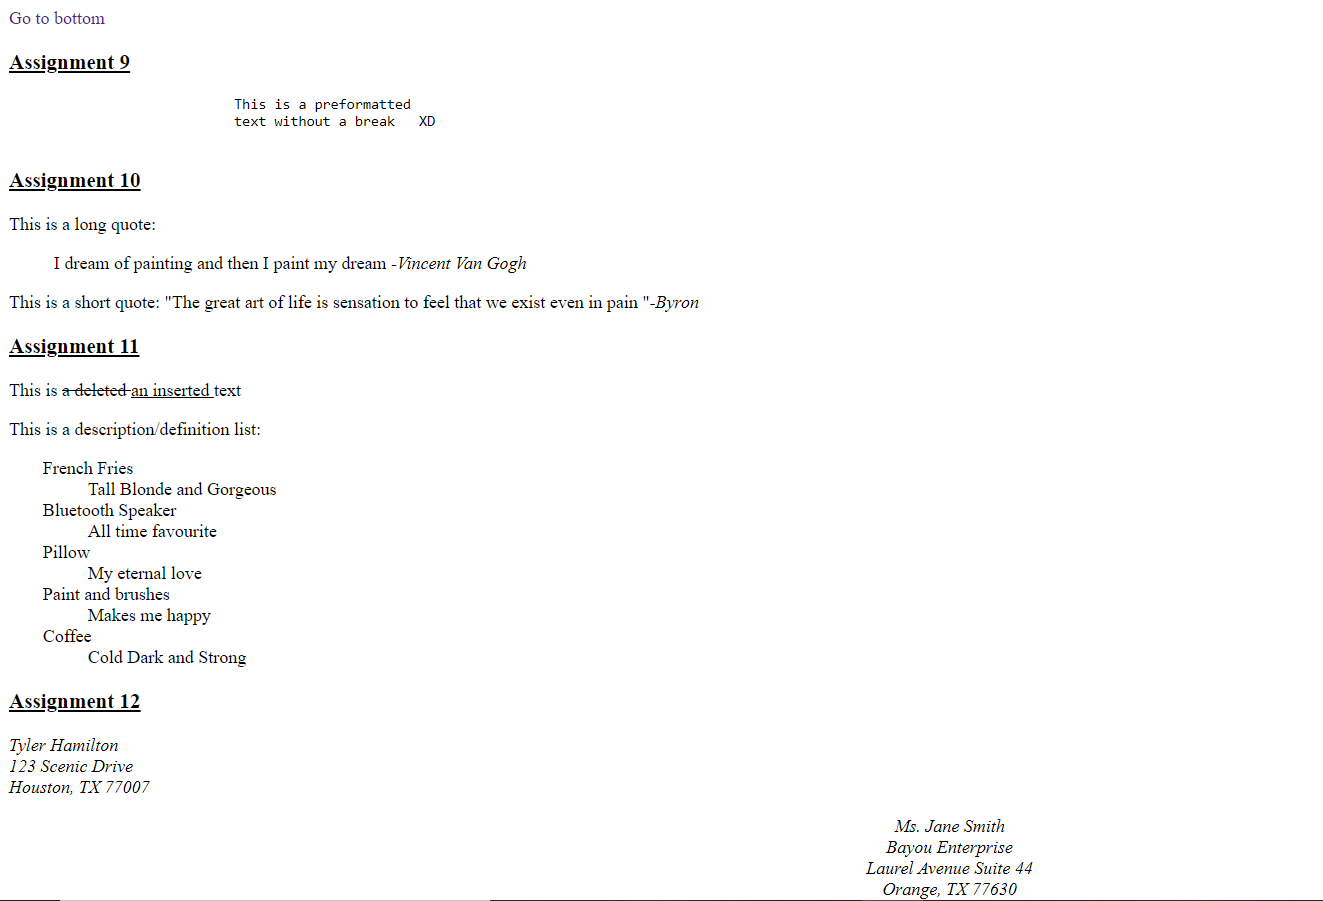 Go to bottom
Assignment 9
This is a preformatted
text without a break   XD
Assignment 10
This is a long quote:
I dream of painting and then I paint my dream -Vincent Van Gogh
This is a short quote: "The great art of life is sensation to feel that we exist even in pain "-Byron
Assignment 11
This is a deleted an inserted text
This is a description/definition list:
French Fries
Tall Blonde and Gorgeous
Bluetooth Speaker
All time favourite
Pillow
My eternal love
Paint and brushes
Makes me happy
Coffee
Cold Dark and Strong
Assignment 12
Tyler Hamilton
123 Scenic Drive
Houston, TX 77007
Ms. Jane Smith
Bayou Enterprise
Laurel Avenue Suite 44
Orange, TX 77630